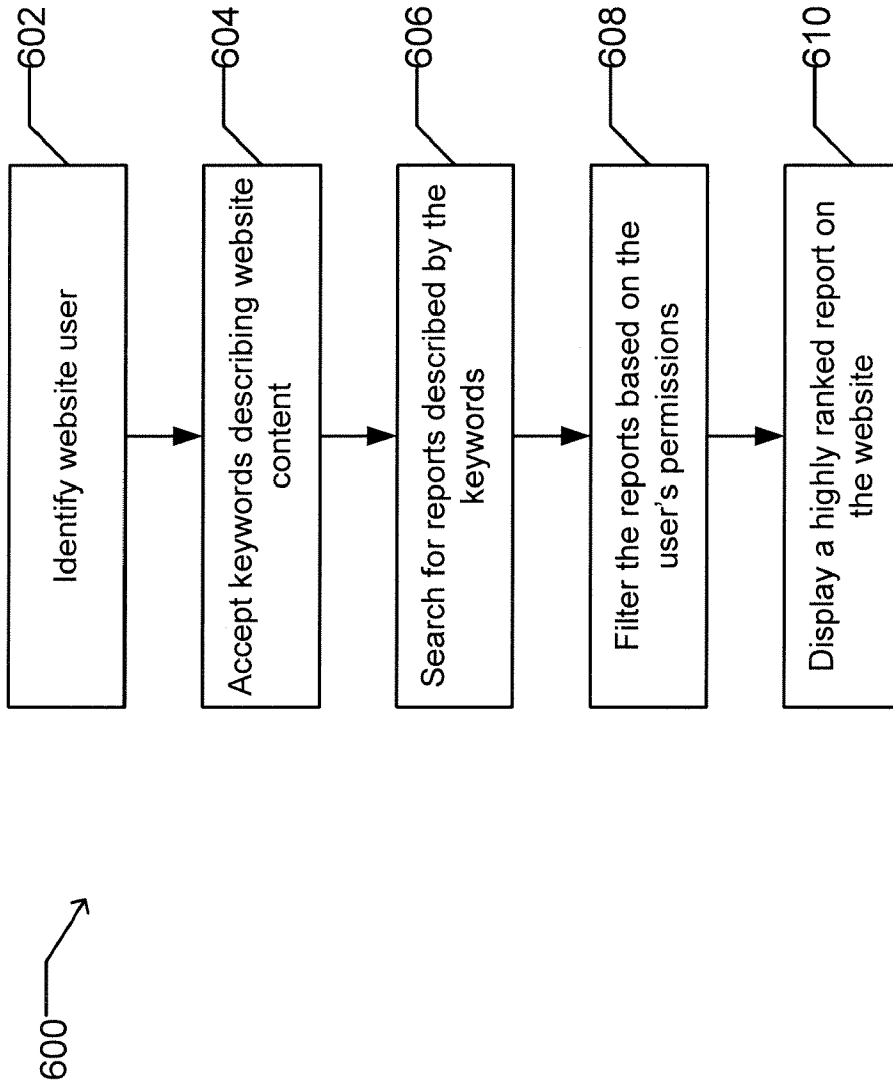 600
Identify website user
602
Accept keywords describing website
content
604
Search for reports described by the
keywords
606
Filter the reports based on the
user's permissions
608
Display a highly ranked report on
the website
610